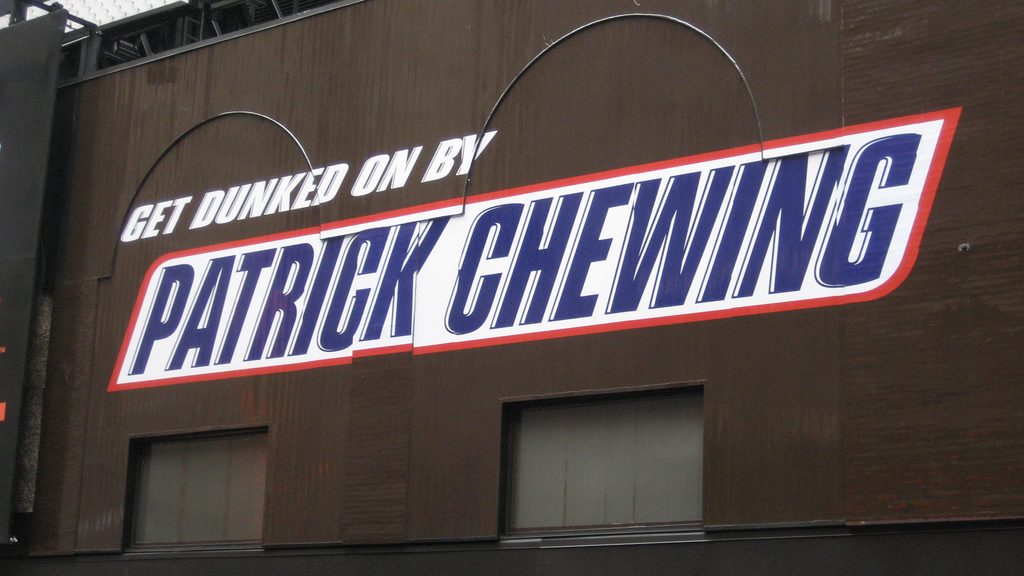 GET DUNKED ON BY
PATRICK CHEWING